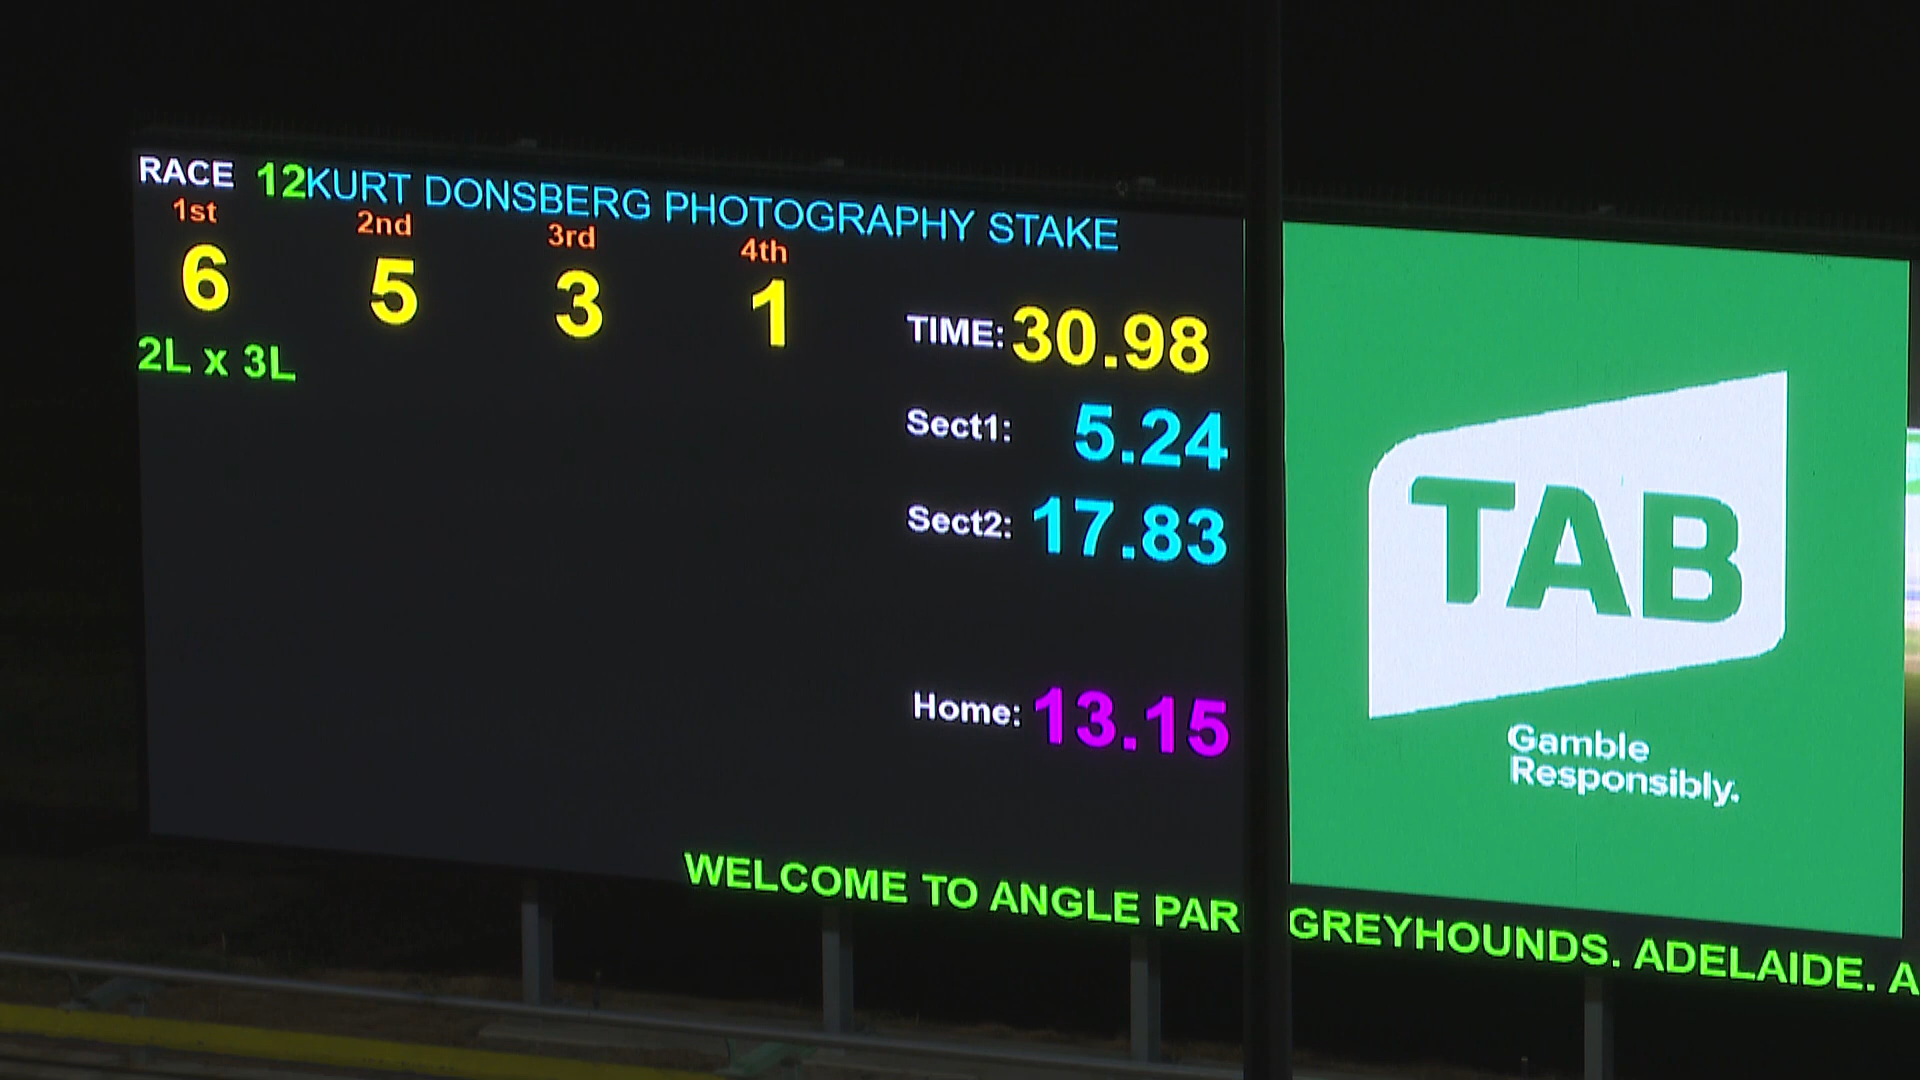 RACE 12KURT DONSBERG PHOTOGRAPHY STAKE
1st 2nd 3rd 4th
6 5 3 1
2L x 3L
TIME: 30.98
Sect1: 5.24
Sect2: 17.83
Home: 13.15
TAB
Gamble
Responsibly.
WELCOME TO ANGLE PAR GREYHOUNDS. ADELAIDE. A